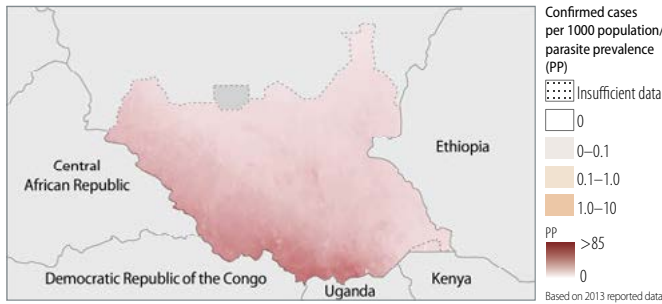 Central
African Republic
Ethiopia
Democratic Republic of the Congo
Uganda
Kenya
Confirmed cases
per 1000 population/
parasite prevalence
(PP)
Insufficient data
0
0–0.1
0.1–1.0
1.0–10
PP
>85
0
Based on 2013 reported data